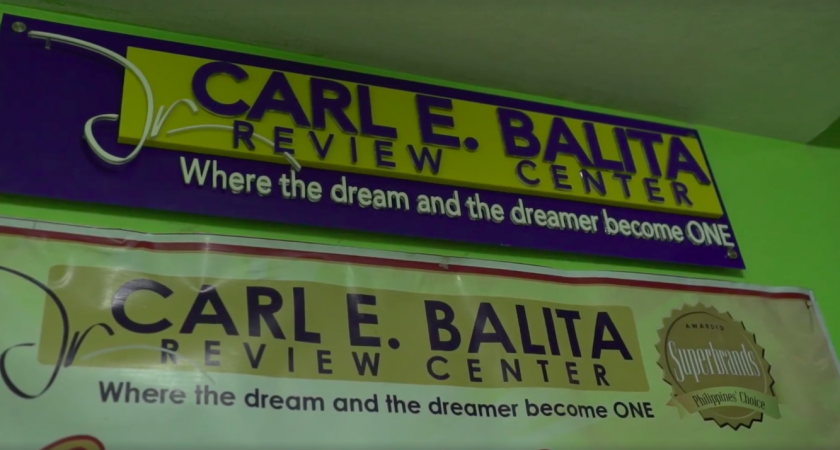 Dr. CARL E. BALITA
REVIEW CENTER
Where the dream and the dreamer become ONE
Dr. CARL E. BALITA
REVIEW CENTER
Where the dream and the dreamer become ONE
AWARDED
Superbrands
Philippines' Choice